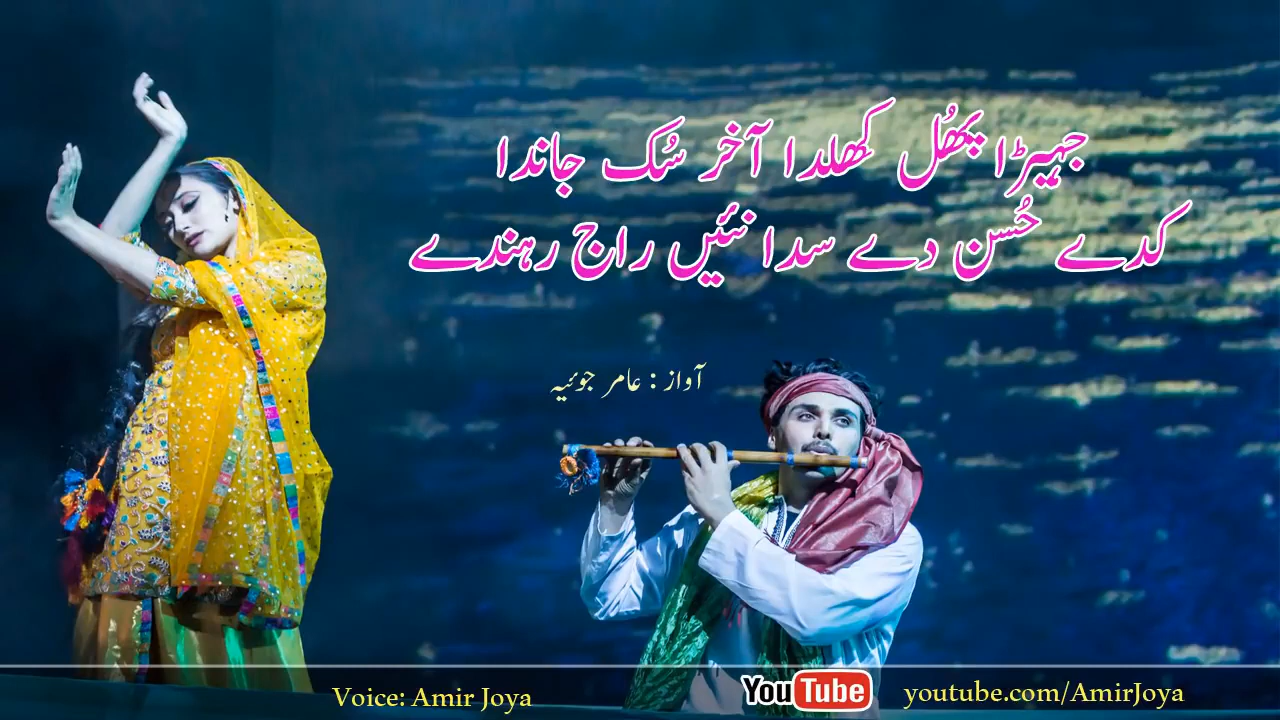 جہیڑا پھُل کھلدا آخر سُک جاندا
کدے حُسن دے سدا نئیں راج رہندے
آواز : عامر جوئیہ
Voice: Amir Joya
YouTube
youtube.com/AmirJoya